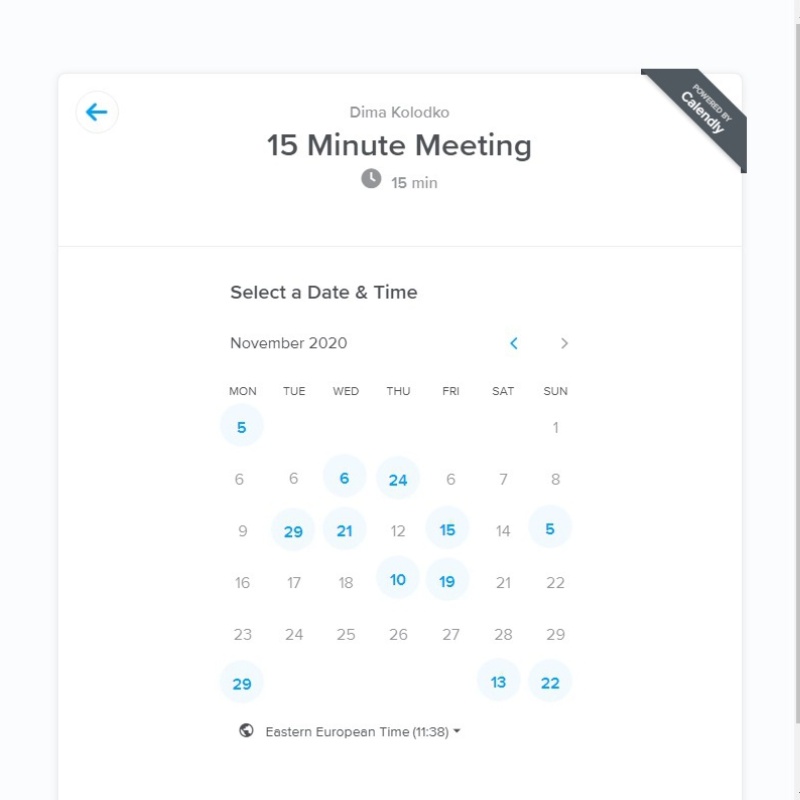 POWERED BY
Calendly
Dima Kolodko
15 Minute Meeting
15 min
Select a Date & Time
November 2020
MON TUE WED THU FRI SAT SUN
5 1
6 6 6 24 6 7 8
9 29 21 12 15 14 5
16 17 18 10 19 21 22
23 24 25 26 27 28 29
29 13 22
Eastern European Time (11:38)